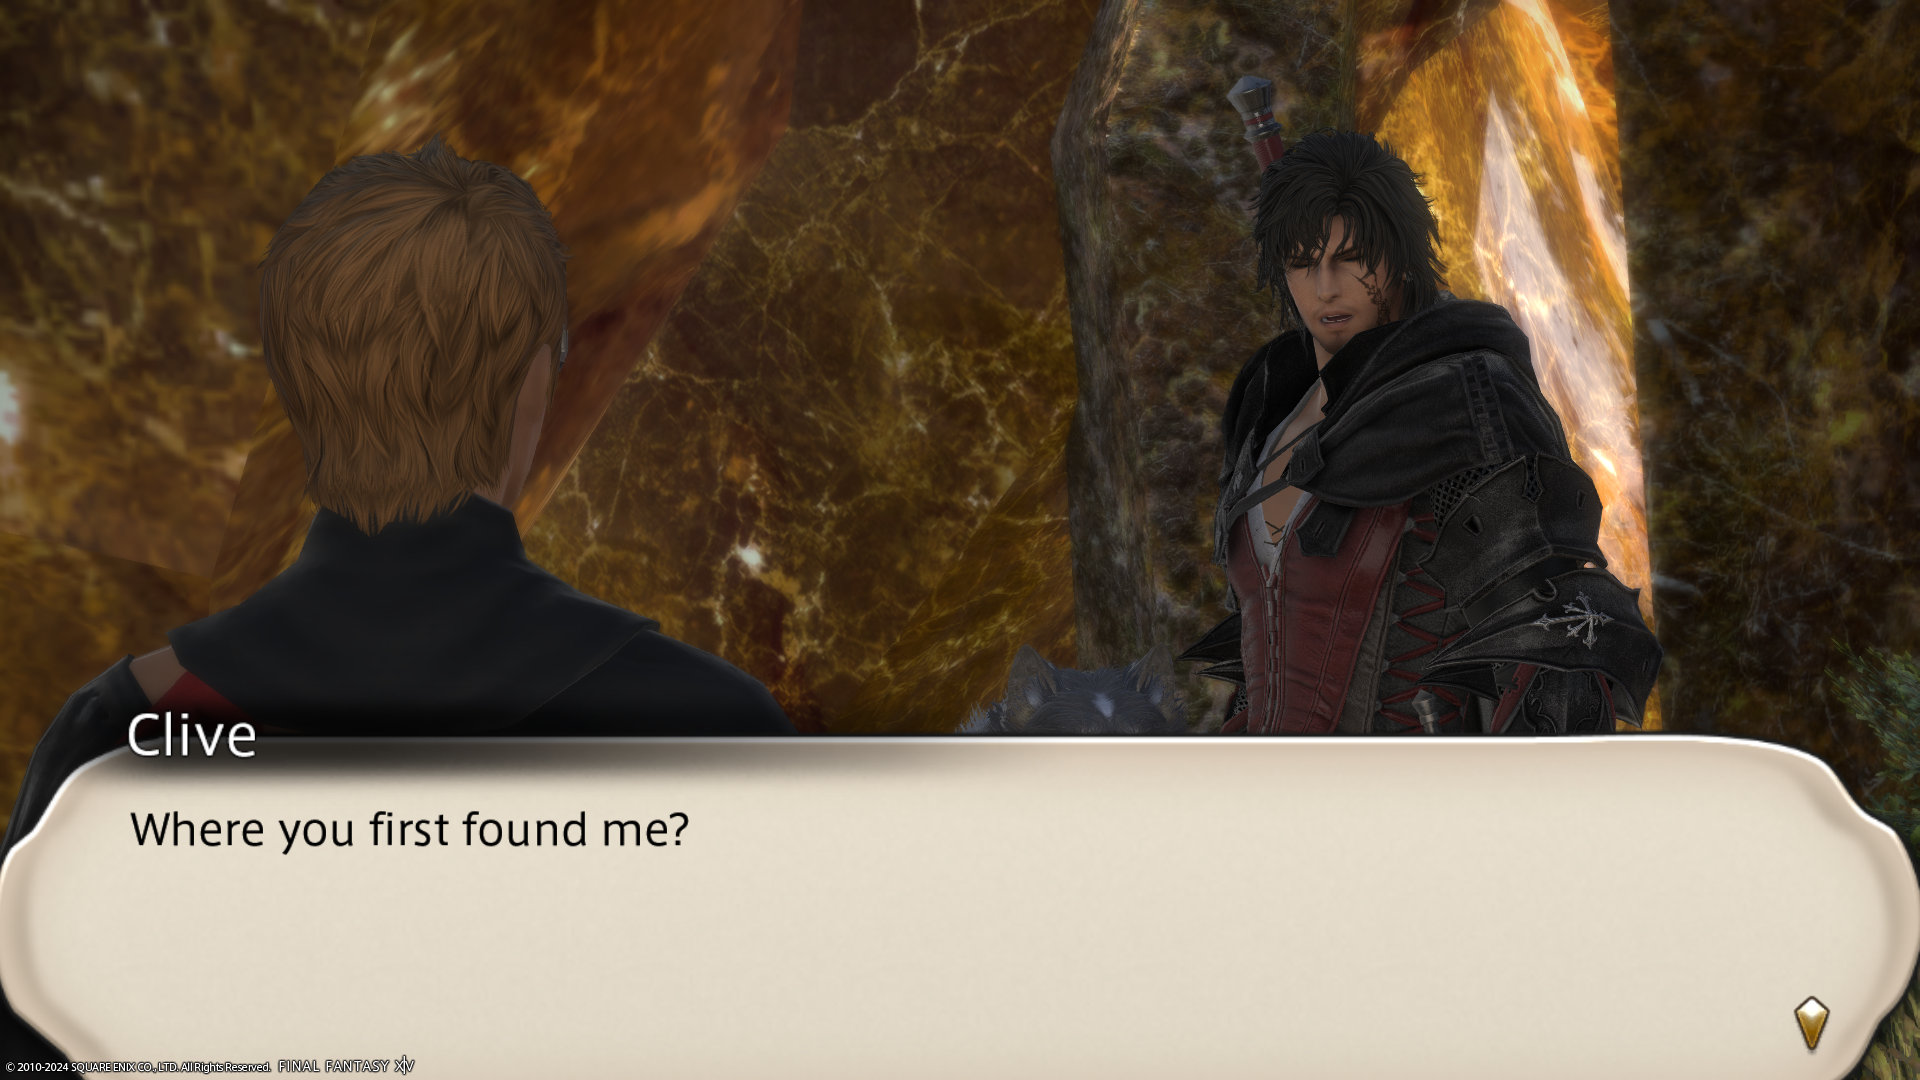 Clive
Where you first found me?
© 2010-2024 SQUARE ENIX CO., LTD. All Rights Reserved. FINAL FANTASY XIV